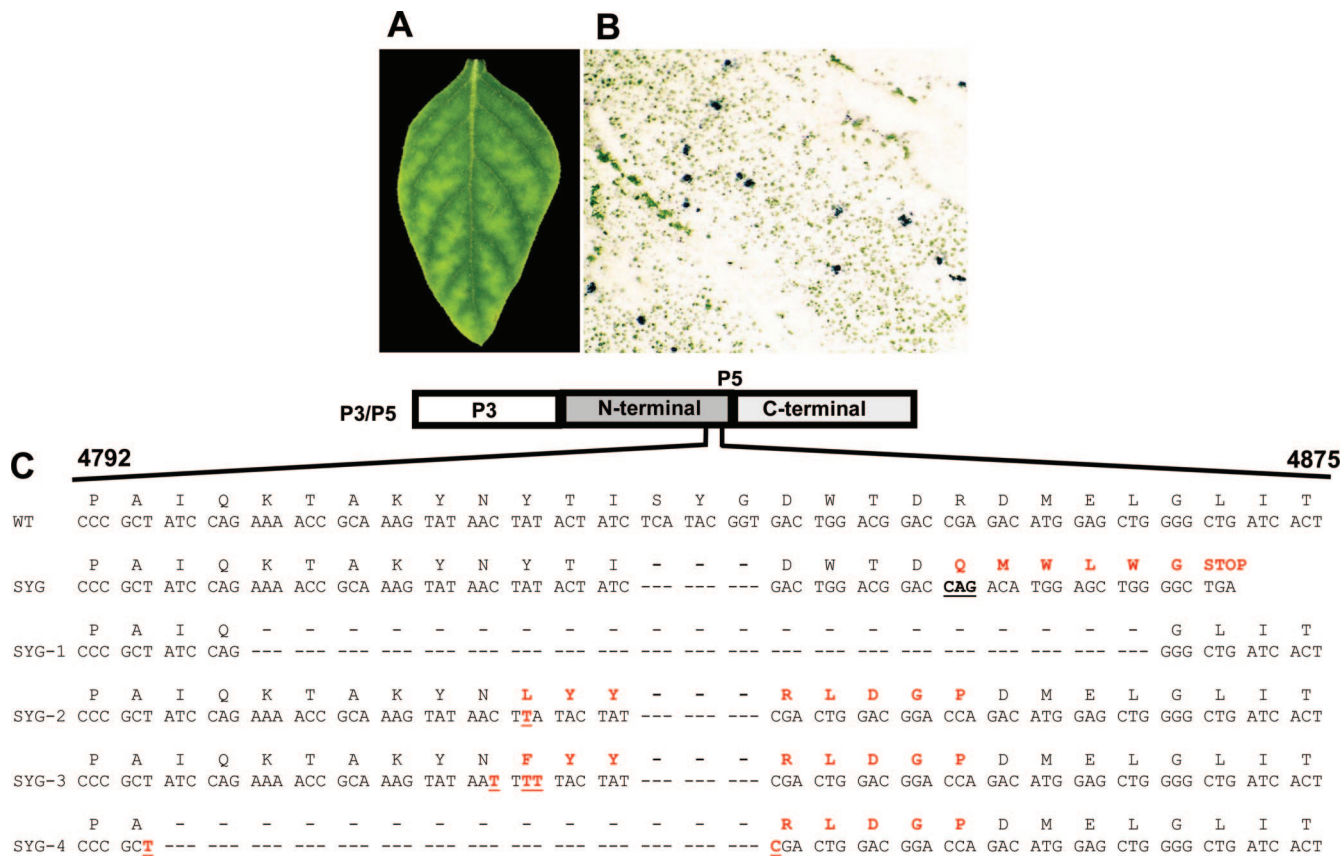 A
B
P5
P3/P5 P3 N-terminal C-terminal
C 4792 4875
P A I Q K T A K Y N Y T I S Y G D W T D R D M E L G L I T
WT CCC GCT ATC CAG AAA ACC GCA AAG TAT AAC TAT ACT ATC TCA TAC GGT GAC TGG ACG GAC CGA GAC ATG GAG CTG GGG CTG ATC ACT
P A I Q K T A K Y N Y T I - - - D W T D Q M W L W G STOP
SYG CCC GCT ATC CAG AAA ACC GCA AAG TAT AAC TAT ACT ATC --- --- --- GAC TGG ACG GAC CAG ACA TGG AGC TGG GGC TGA
P A I Q - - - - - - - - - - - - - - - - - - - - - G L I T
SYG-1 CCC GCT ATC CAG --- --- --- --- --- --- --- --- --- --- --- --- --- --- --- --- --- --- --- --- --- GGG CTG ATC ACT
P A I Q K T A K Y N L Y Y - - - R L D G P D M E L G L I T
SYG-2 CCC GCT ATC CAG AAA ACC GCA AAG TAT AAC TTA TAC TAT --- --- --- CGA CTG GAC GGA CCA GAC ATG GAG CTG GGG CTG ATC ACT
P A I Q K T A K Y N F Y Y - - - R L D G P D M E L G L I T
SYG-3 CCC GCT ATC CAG AAA ACC GCA AAG TAT AAT TTT TAC TAT --- --- --- CGA CTG GAC GGA CCA GAC ATG GAG CTG GGG CTG ATC ACT
P A - - - - - - - - - - - - - - R L D G P D M E L G L I T
SYG-4 CCC GCT --- --- --- --- --- --- --- --- --- --- --- --- --- --- CGA CTG GAC GGA CCA GAC ATG GAG CTG GGG CTG ATC ACT